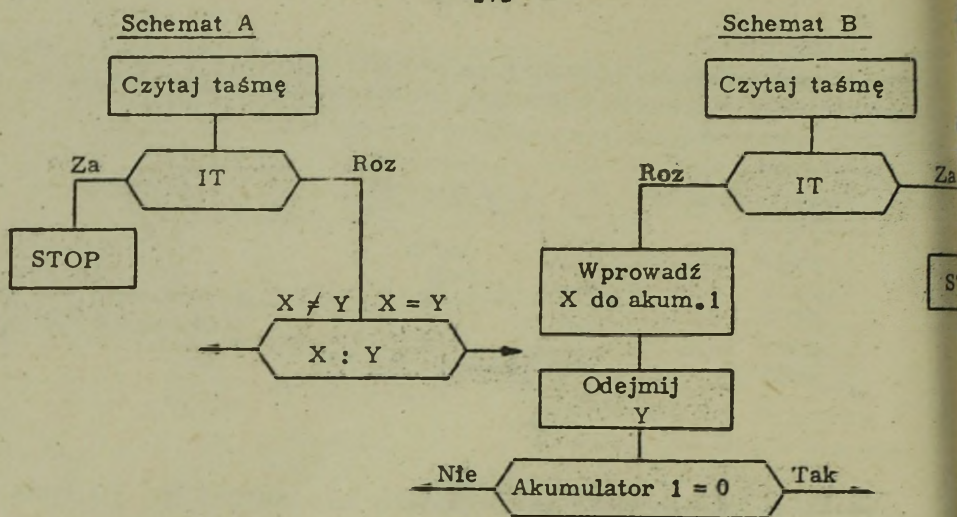 Schemat A
Czytaj taśmę
Za
IT
Roz
STOP
X ≠ Y
X = Y
X : Y
Schemat B
Czytaj taśmę
Roz
IT
Za
Wprowadź
X do akum.1
Odejmij
Y
Nie
Akumulator 1 = 0
Tak